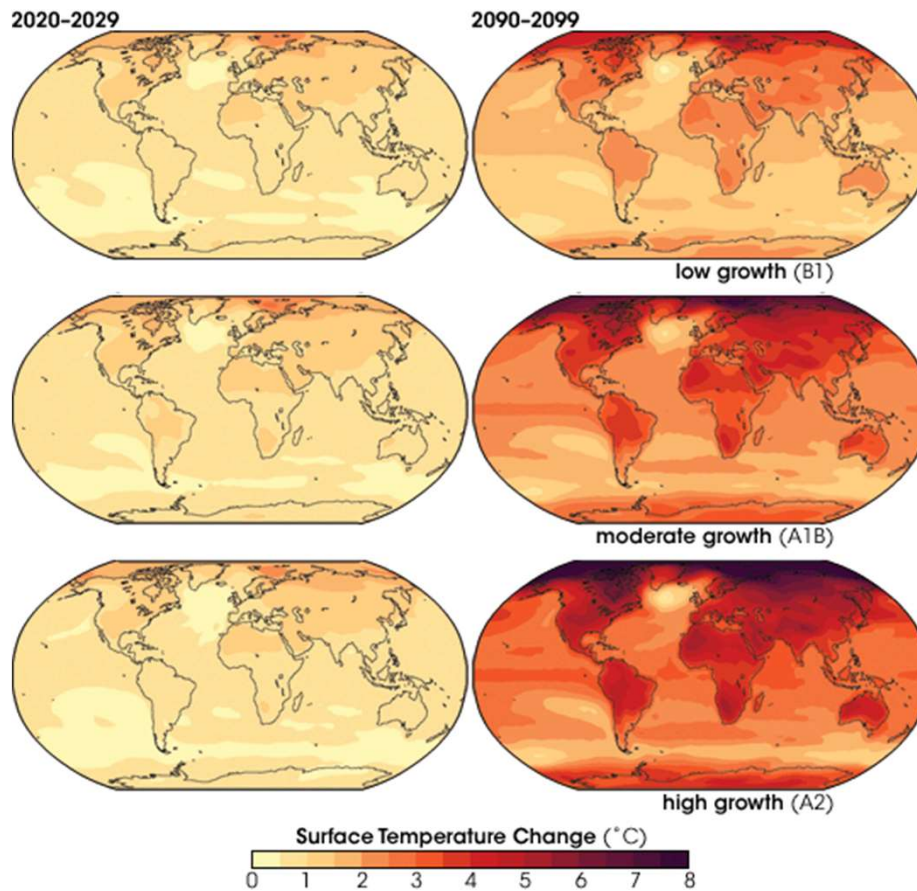 2020–2029
2090–2099
low growth (B1)
moderate growth (A1B)
high growth (A2)
Surface Temperature Change (°C)
0 1 2 3 4 5 6 7 8